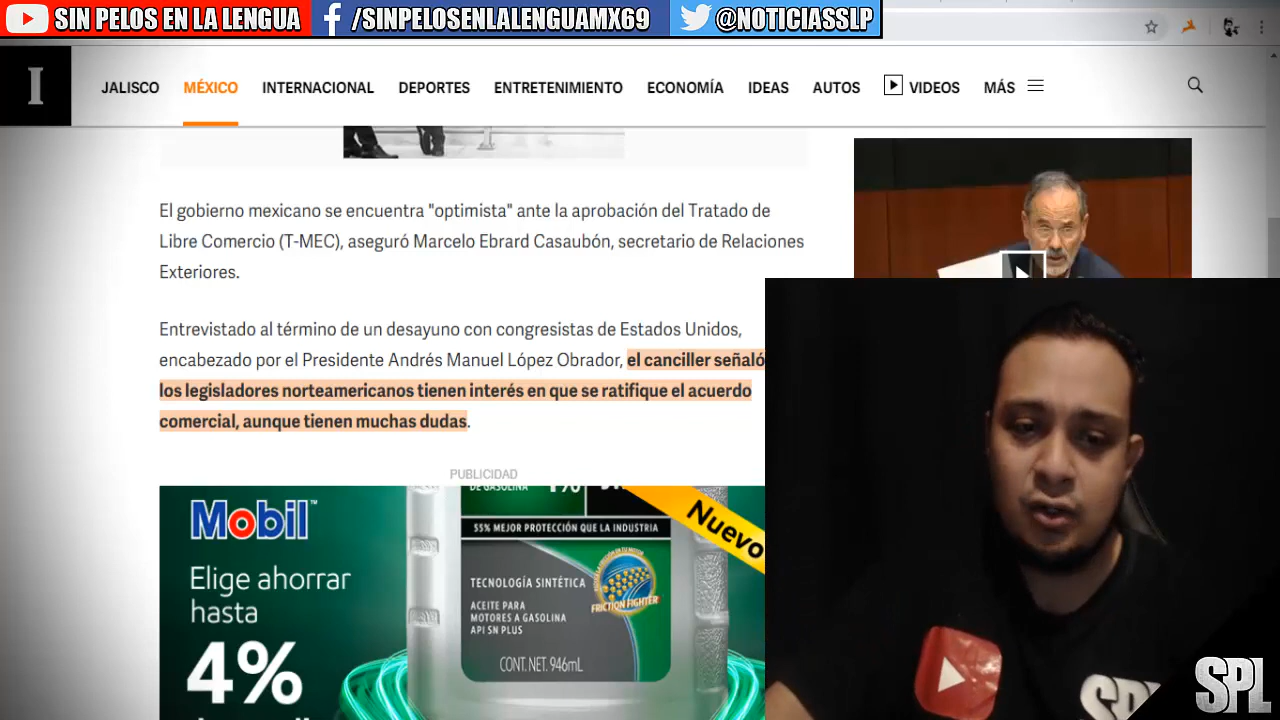 SIN PELOS EN LA LENGUA
/SINPELOSENLALENGUAMX69
@NOTICIASSLP
I
JALISCO
MÉXICO
INTERNACIONAL
DEPORTES
ENTRETENIMIENTO
ECONOMÍA
IDEAS
AUTOS
VIDEOS
MÁS
El gobierno mexicano se encuentra "optimista" ante la aprobación del Tratado de
Libre Comercio (T-MEC), aseguró Marcelo Ebrard Casaubón, secretario de Relaciones
Exteriores.
Entrevistado al término de un desayuno con congresistas de Estados Unidos,
encabezado por el Presidente Andrés Manuel López Obrador, el canciller señaló
los legisladores norteamericanos tienen interés en que se ratifique el acuerdo
comercial, aunque tienen muchas dudas.
PUBLICIDAD
Mobil™
Elige ahorrar
hasta
4%
DE GASOLINA
1%
55% MEJOR PROTECCIÓN QUE LA INDUSTRIA
TECNOLOGÍA SINTÉTICA
ACEITE PARA
MOTORES A GASOLINA
API SN PLUS
FRICTION FIGHTER
CONT. NET. 946mL
Nuevo
SPL
SPL